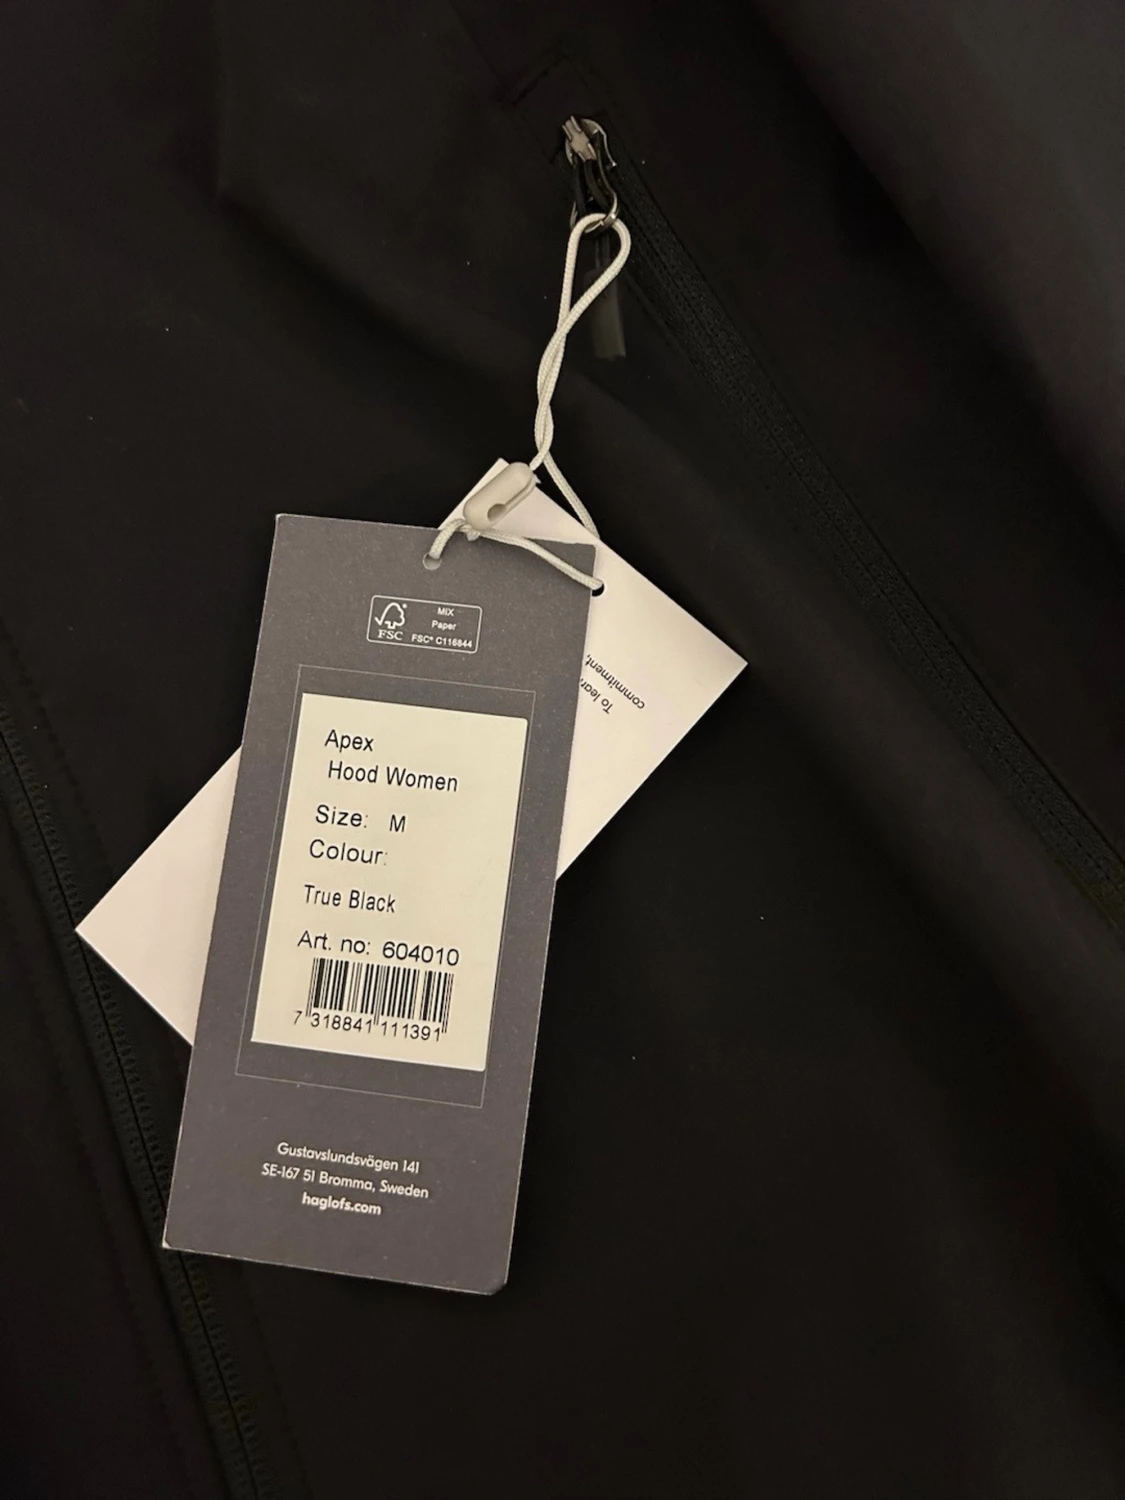 MIX
Paper
FSC
FSC® C116844
To learn
commitment,
Apex
Hood Women
Size: M
Colour:
True Black
Art. no: 604010
7 318841 111391
Gustavslundsvägen 141
SE-167 51 Bromma, Sweden
haglofs.com